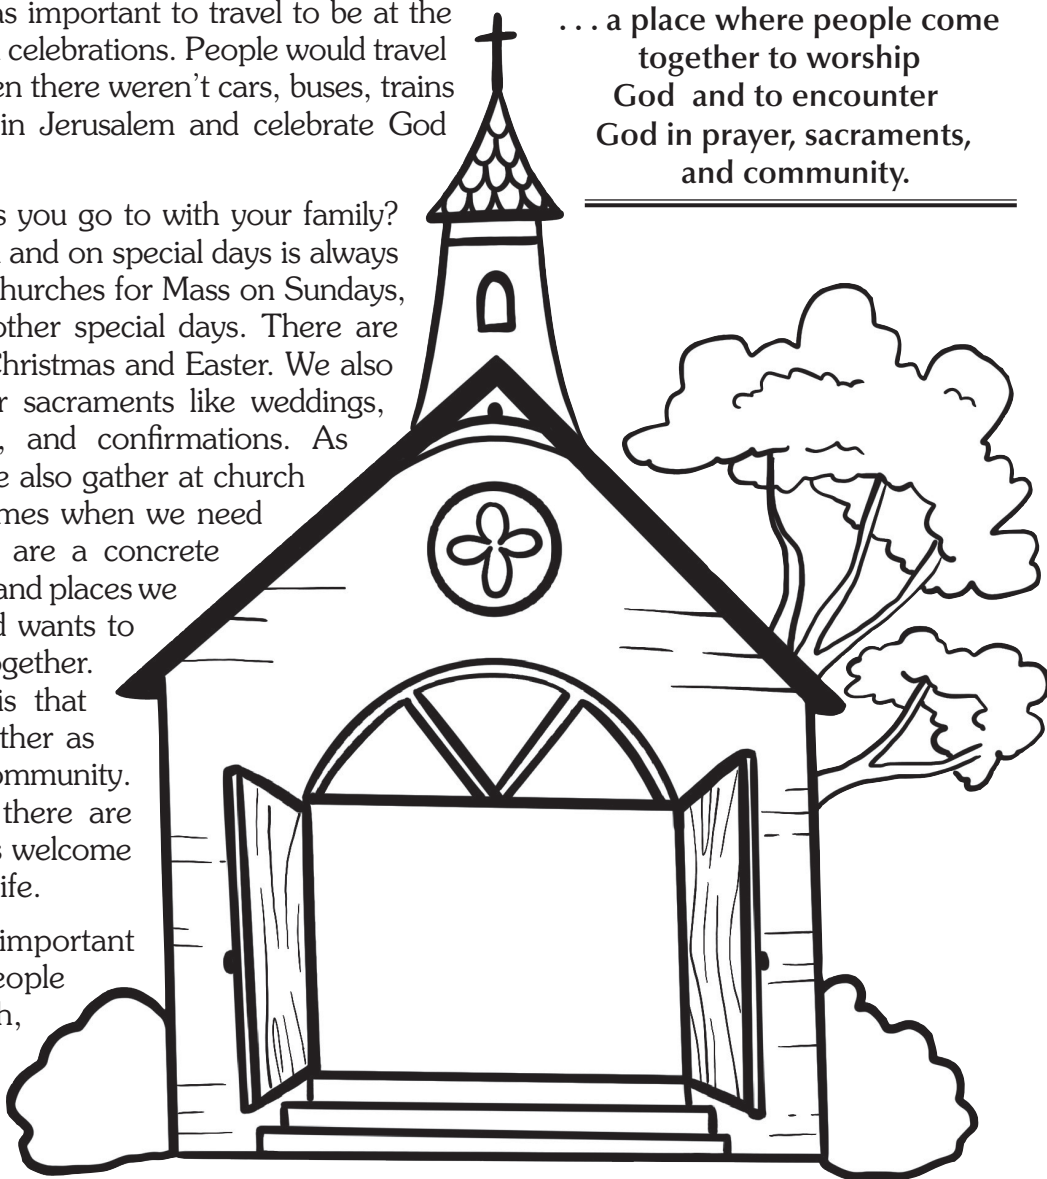 as important to travel to be at the
celebrations. People would travel
en there weren't cars, buses, trains
in Jerusalem and celebrate God
s you go to with your family?
and on special days is always
hurches for Mass on Sundays,
other special days. There are
Christmas and Easter. We also
r sacraments like weddings,
, and confirmations. As
e also gather at church
mes when we need
are a concrete
and places we
d wants to
ogether.
is that
ther as
ommunity.
there are
s welcome
ife.
important
eople
h,
. . . a place where people come
together to worship
God and to encounter
God in prayer, sacraments,
and community.